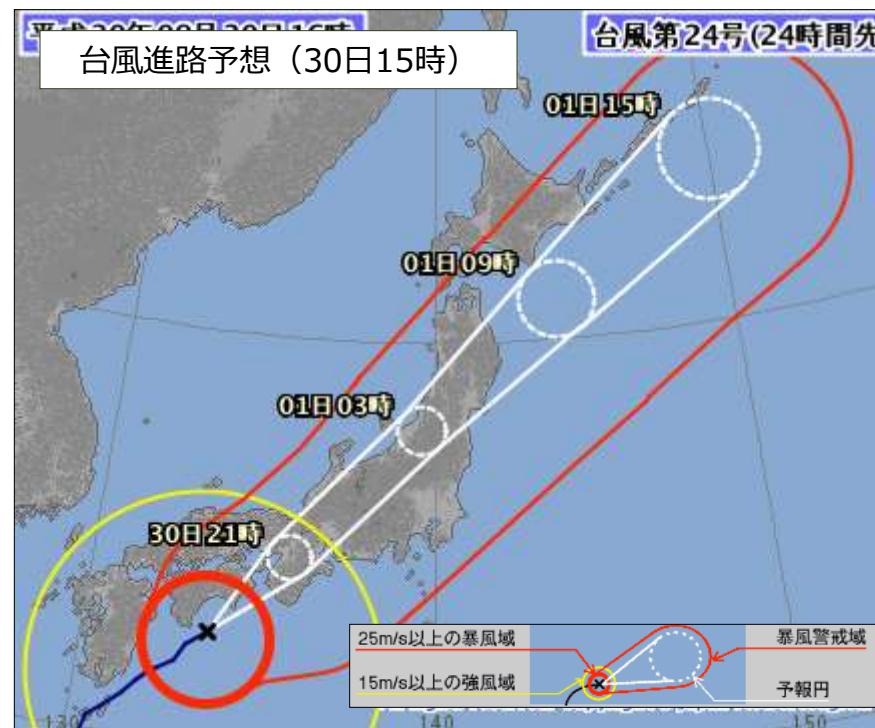 台風第24号(24時間先
台風進路予想（30日15時）
01日15時
01日09時
01日03時
30日21時
25m/s以上の暴風域
暴風警戒域
15m/s以上の強風域
予報円
130
140
150